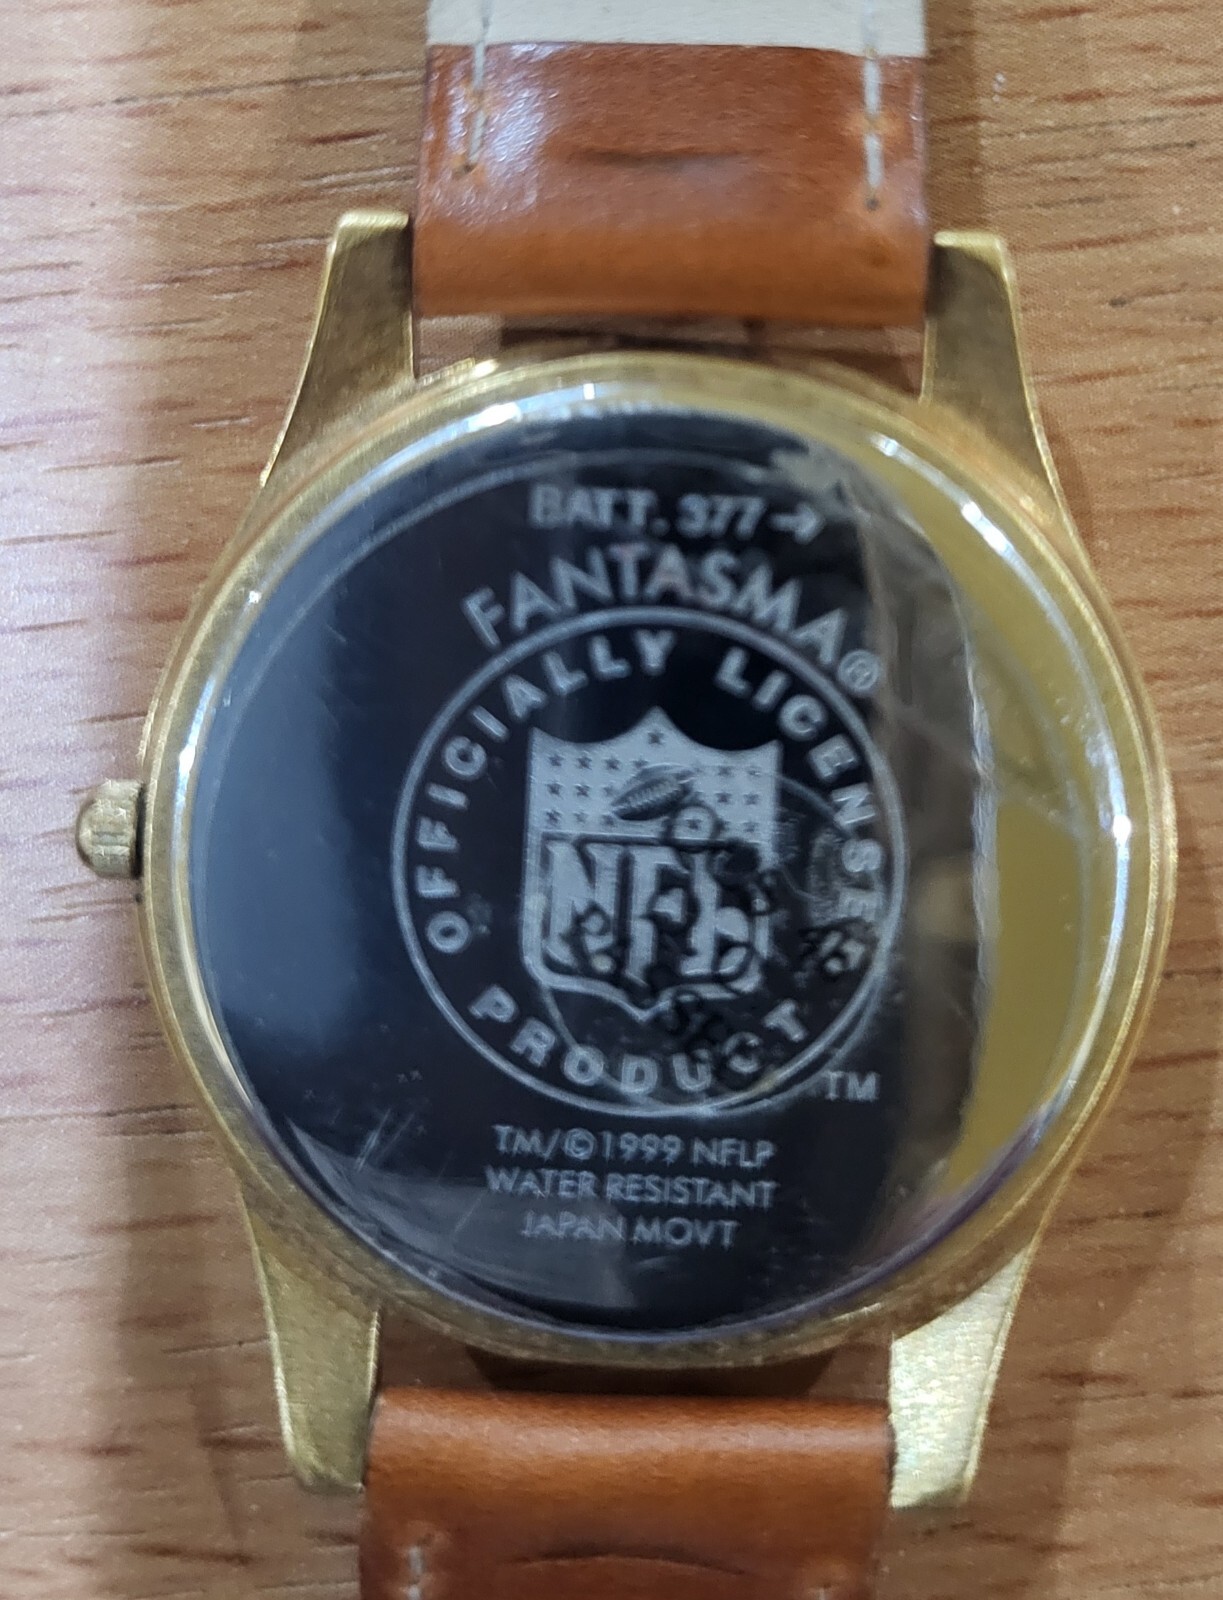 BATT. 377 →
FANTASMA®
OFFICIALLY LICENSED PRODUCT
NFL
TM
TM/© 1999 NFLP
WATER RESISTANT
JAPAN MOVT